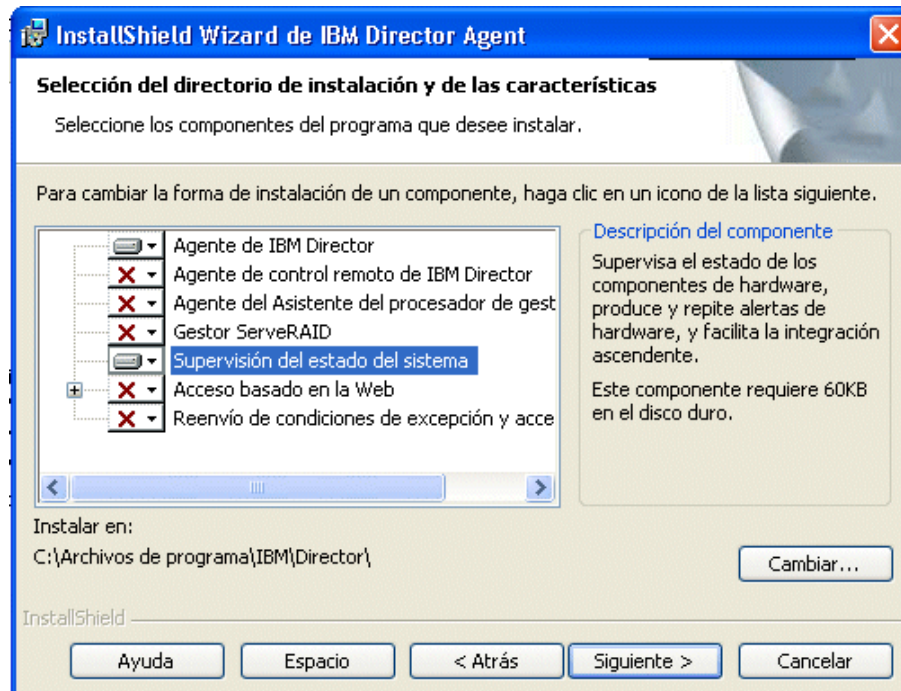 InstallShield Wizard de IBM Director Agent
Selección del directorio de instalación y de las características
Seleccione los componentes del programa que desee instalar.
Para cambiar la forma de instalación de un componente, haga clic en un icono de la lista siguiente.
Agente de IBM Director
Agente de control remoto de IBM Director
Agente del Asistente del procesador de gest
Gestor ServeRAID
Supervisión del estado del sistema
Acceso basado en la Web
Reenvío de condiciones de excepción y acce
Descripción del componente
Supervisa el estado de los
componentes de hardware,
produce y repite alertas de
hardware, y facilita la integración
ascendente.
Este componente requiere 60KB
en el disco duro.
Instalar en:
C:\Archivos de programa\IBM\Director\
Cambiar...
InstallShield
Ayuda
Espacio
< Atrás
Siguiente >
Cancelar